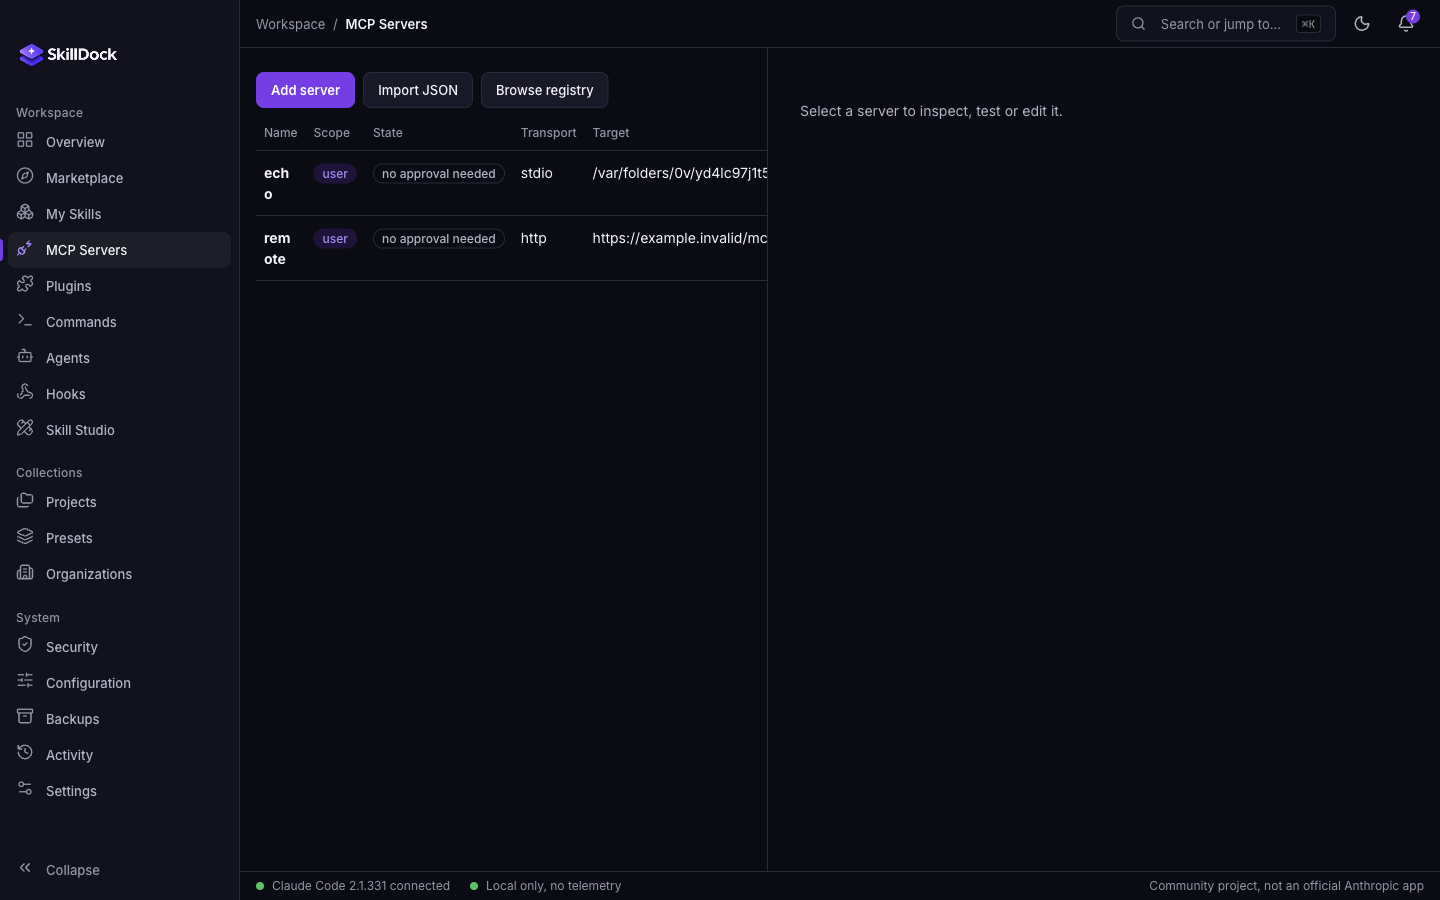 SkillDock
Workspace / MCP Servers
Search or jump to...
⌘K
7
Workspace
Overview
Marketplace
My Skills
MCP Servers
Plugins
Commands
Agents
Hooks
Skill Studio
Collections
Projects
Presets
Organizations
System
Security
Configuration
Backups
Activity
Settings
Collapse
Add server
Import JSON
Browse registry
Name Scope State Transport Target
ech
o
user
no approval needed
stdio
/var/folders/0v/yd4lc97j1t5
rem
ote
user
no approval needed
http
https://example.invalid/mc
Select a server to inspect, test or edit it.
Claude Code 2.1.331 connected
Local only, no telemetry
Community project, not an official Anthropic app